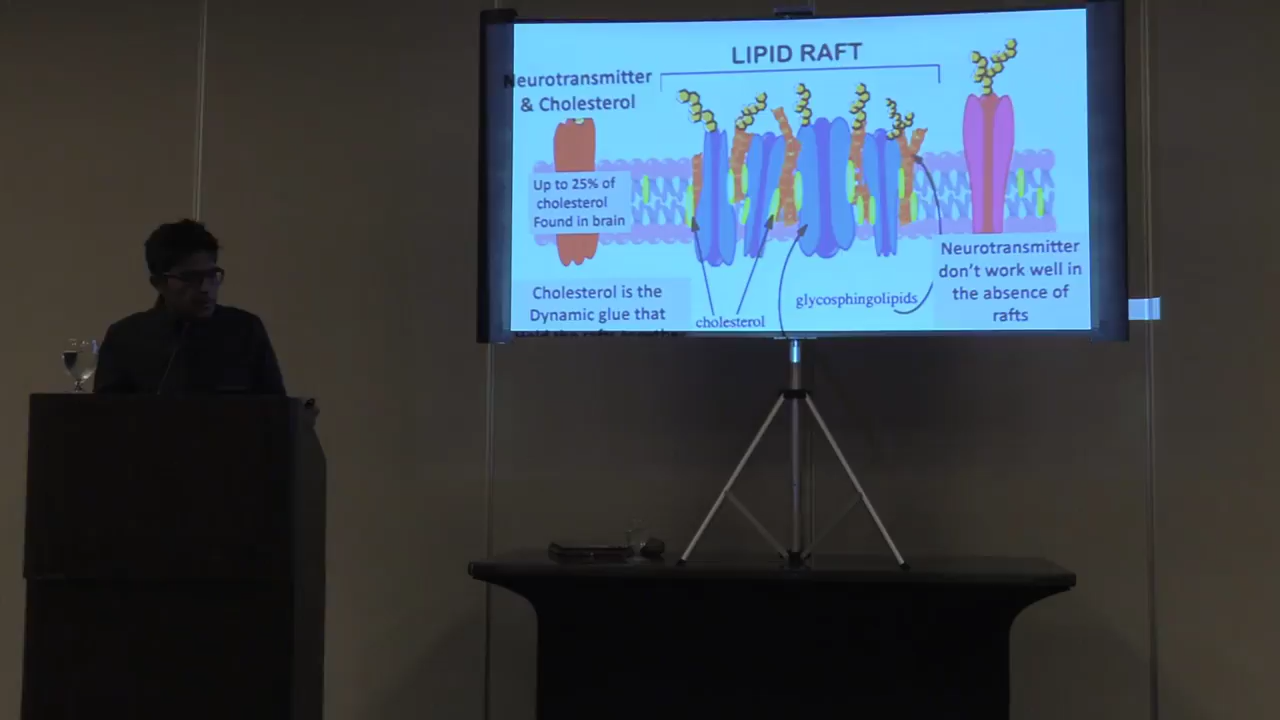 LIPID RAFT
Neurotransmitter
& Cholesterol
Up to 25% of
cholesterol
Found in brain
Cholesterol is the
Dynamic glue that
cholesterol
glycosphingolipids
Neurotransmitter
don't work well in
the absence of
rafts